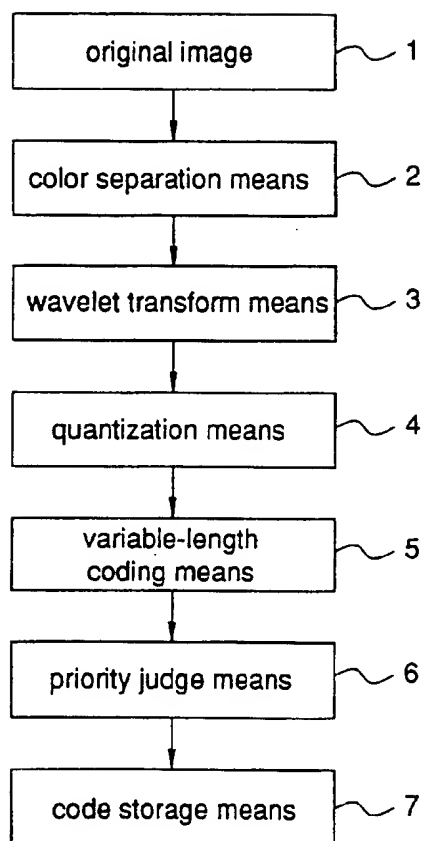 original image 1
color separation means 2
wavelet transform means 3
quantization means 4
variable-length
coding means 5
priority judge means 6
code storage means 7